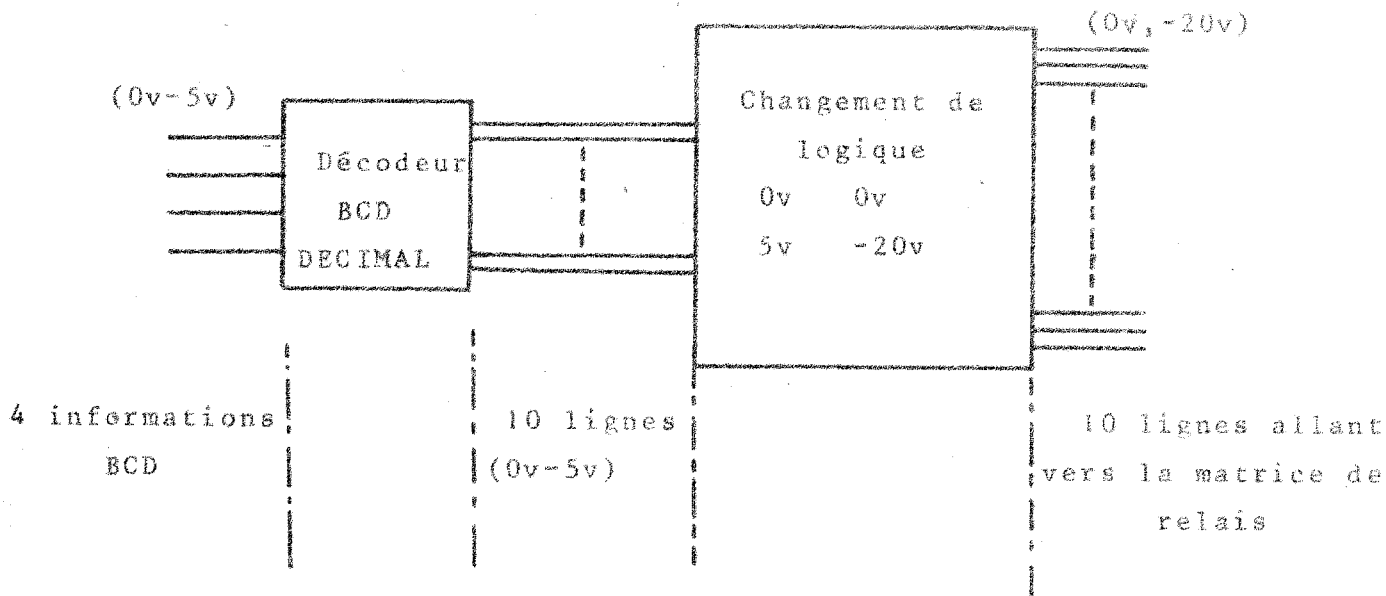 (0v,-20v)
(0v-5v)
Changement de
logique
0v 0v
5v -20v
Décodeur
BCD
DECIMAL
4 informations
BCD
10 lignes
(0v-5v)
10 lignes allant
vers la matrice de
relais